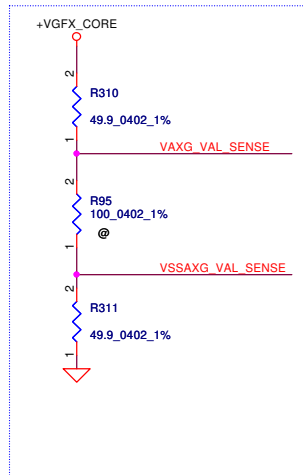 +VGFX_CORE
2
R310
49.9_0402_1%
1
VAXG_VAL_SENSE
2
R95
100_0402_1%
@
1
VSSAXG_VAL_SENSE
2
R311
49.9_0402_1%
1